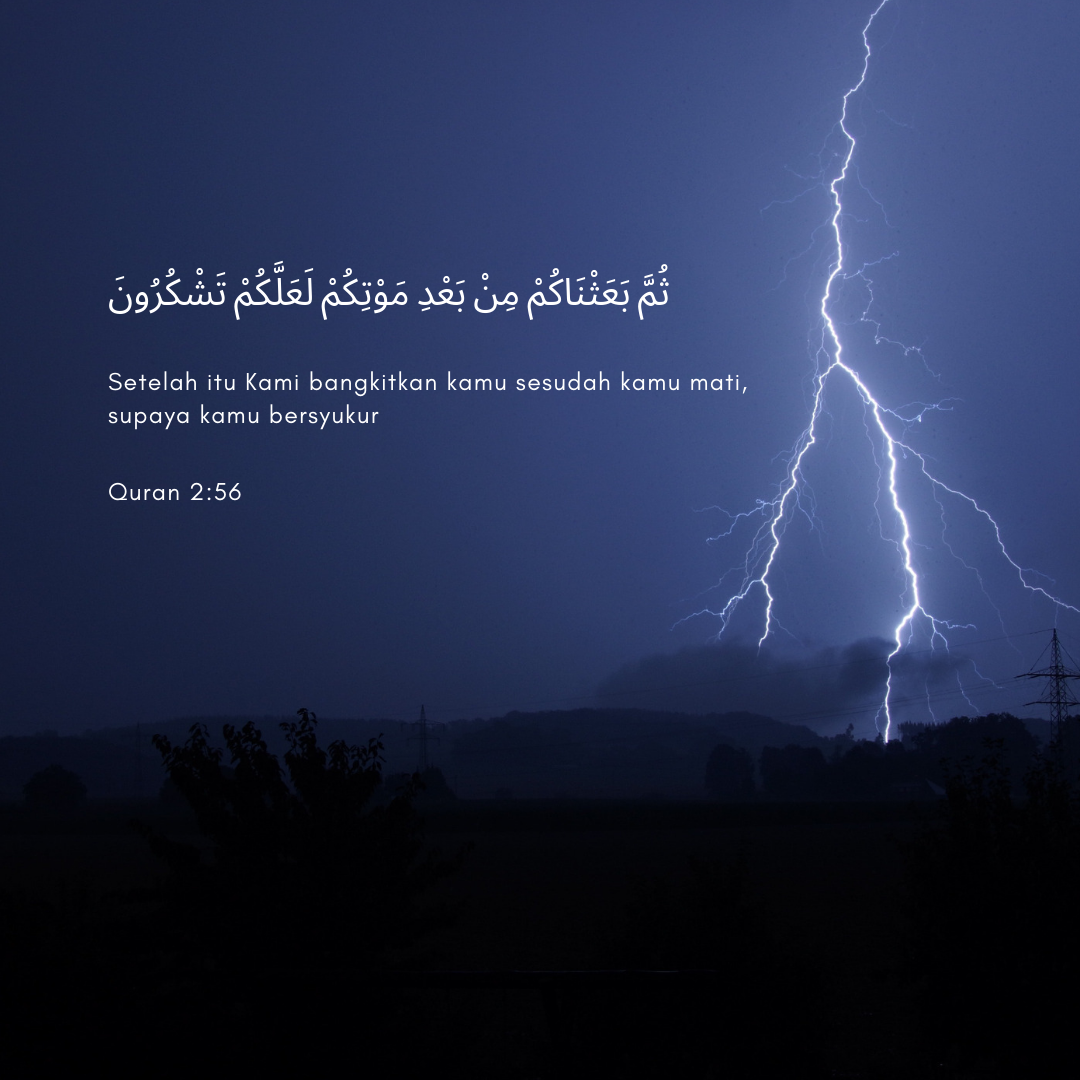 ثُمَّ بَعَثْنَاكُمْ مِنْ بَعْدِ مَوْتِكُمْ لَعَلَّكُمْ تَشْكُرُونَ
Setelah itu Kami bangkitkan kamu sesudah kamu mati,
supaya kamu bersyukur
Quran 2:56